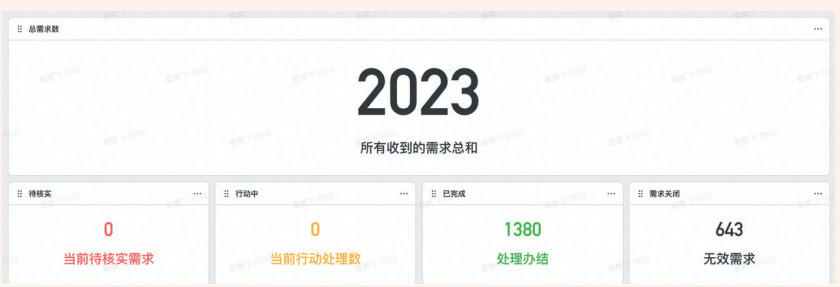 总需求数
2023
所有收到的需求总和
待核实
行动中
已完成
需求关闭
0
0
1380
643
当前待核实需求
当前行动处理数
处理办结
无效需求